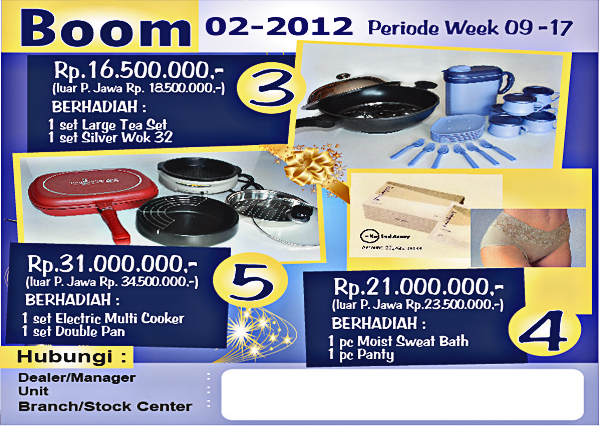 Boom 02-2012 Periode Week 09 -17
Rp.16.500.000,-
(luar P. Jawa Rp. 18.500.000.-)
BERHADIAH :
1 set Large Tea Set
1 set Silver Wok 32
3
Rp.31.000.000,-
(luar P. Jawa Rp. 34.500.000.-)
BERHADIAH :
1 set Electric Multi Cooker
1 set Double Pan
5
Rp.21.000.000,-
(luar P. Jawa Rp.23.500.000.-)
BERHADIAH :
1 pc Moist Sweat Bath
1 pc Panty
4
Hubungi :
Dealer/Manager
Unit
Branch/Stock Center